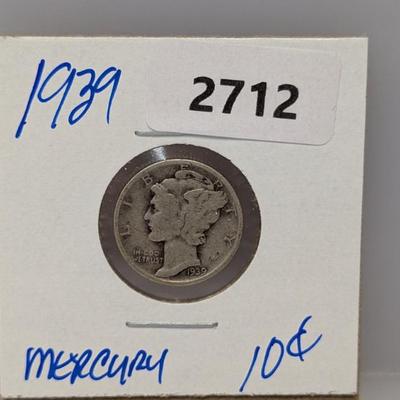 1939
2712
LIBERTY
IN GOD
WE TRUST
1939
MERCURY 10¢